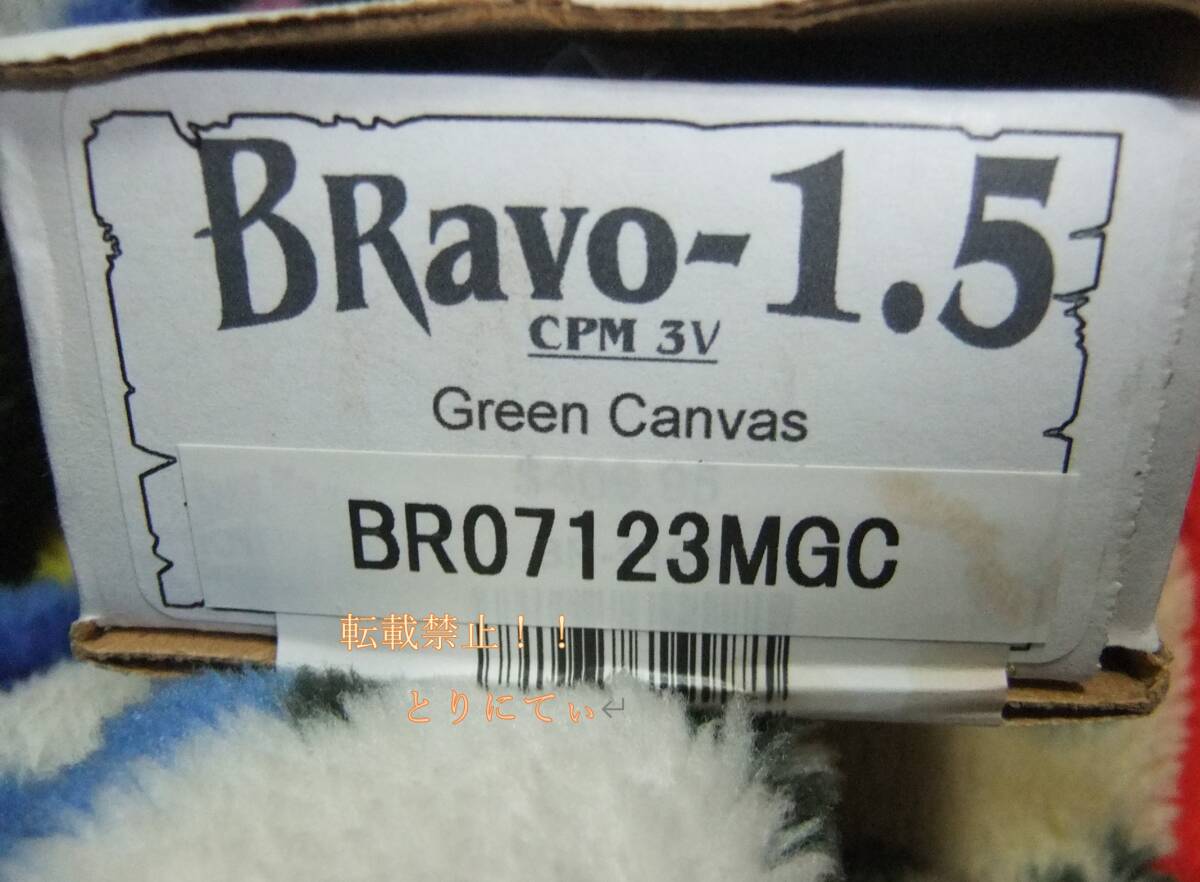 BRavo-1.5
CPM 3V
Green Canvas
BR07123MGC
転載禁止！！
とりにてぃ↵